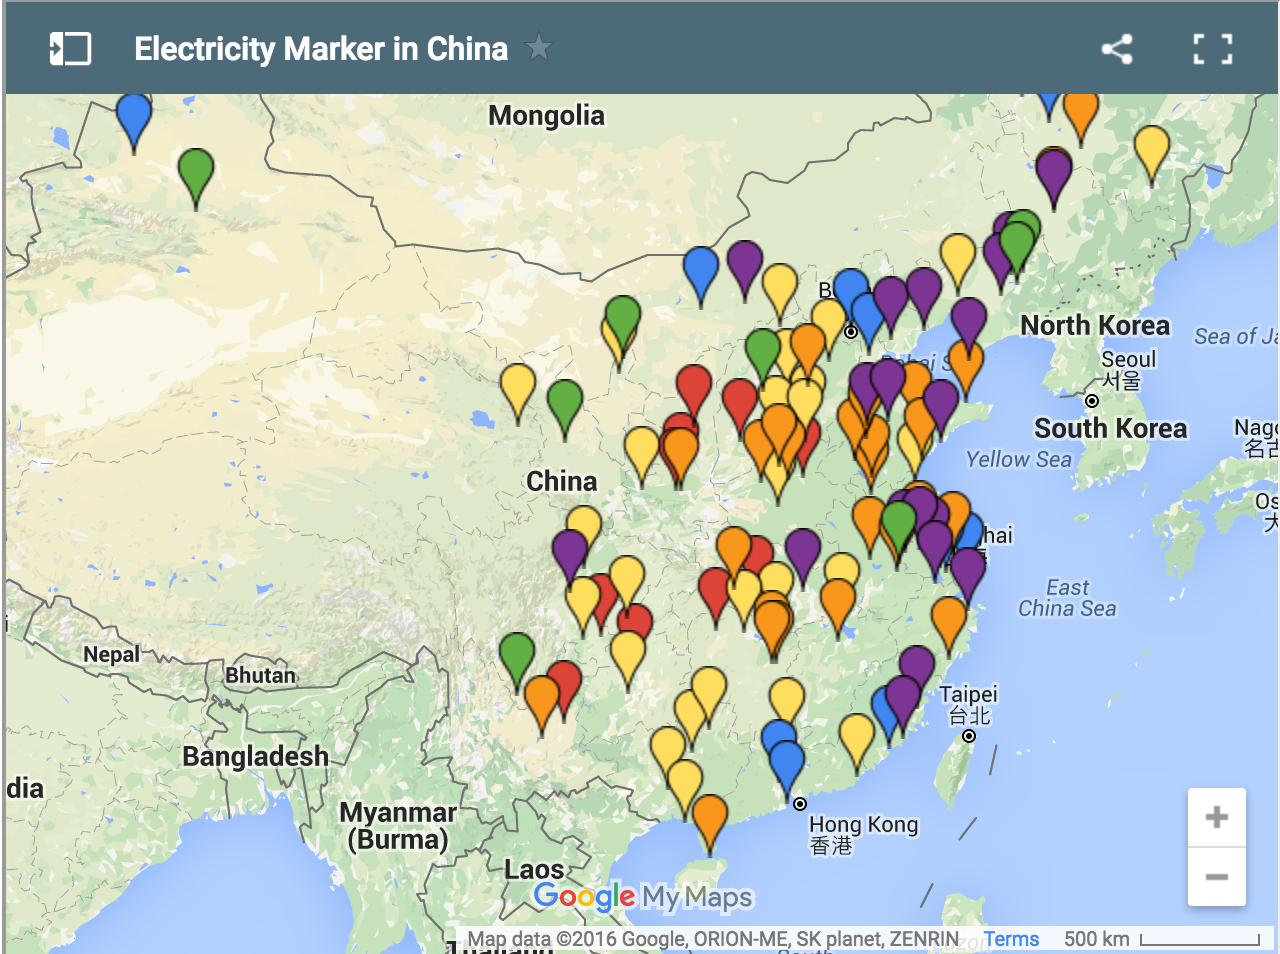 Electricity Marker in China
Mongolia
North Korea
Sea of Ja
Seoul
서울
South Korea
Nago
名古
Yellow Sea
China
Os
大
hai
East
China Sea
Nepal
Bhutan
Taipei
台北
Bangladesh
dia
Myanmar
(Burma)
Hong Kong
香港
Laos
Google My Maps
Map data ©2016 Google, ORION-ME, SK planet, ZENRIN Terms 500 km